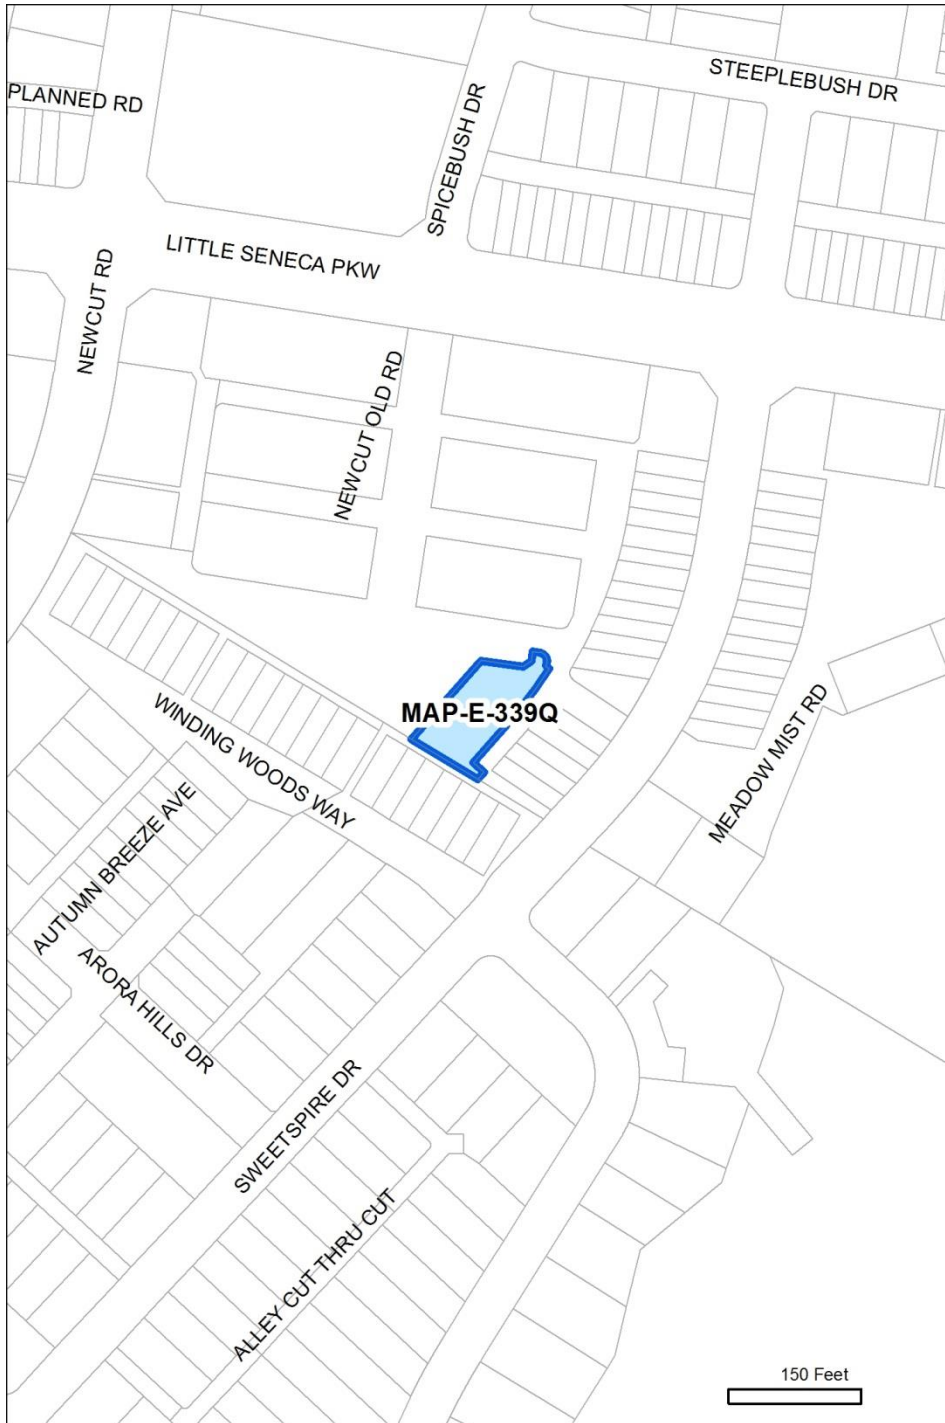 STEEPLEBUSH DR
PLANNED RD
SPICEBUSH DR
LITTLE SENECA PKW
NEWCUT RD
NEWCUT OLD RD
MAP-E-339Q
WINDING WOODS WAY
MEADOW MIST RD
AUTUMN BREEZE AVE
ARORA HILLS DR
SWEETSPIRE DR
ALLEY CUT THRU CUT
150 Feet